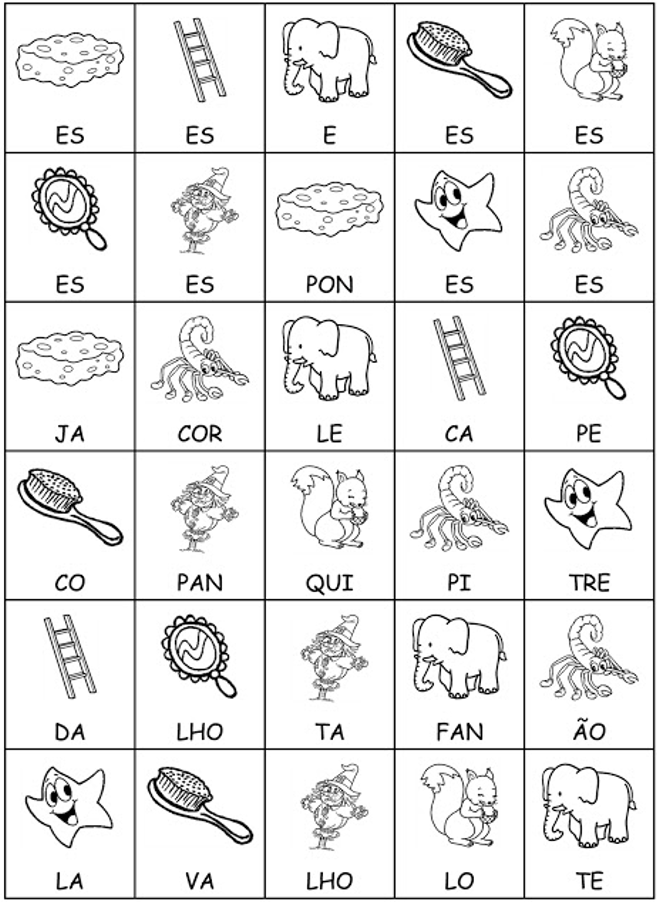 ES ES E ES ES
ES ES PON ES ES
JA COR LE CA PE
CO PAN QUI PI TRE
DA LHO TA FAN ÃO
LA VA LHO LO TE